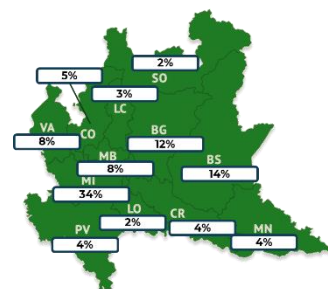 2%
SO
5%
3%
LC
VA
CO
8%
BG
12%
MB
8%
BS
14%
MI
34%
LO
2%
CR
4%
PV
4%
MN
4%